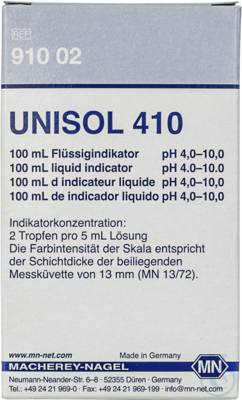 REF
910 02
UNISOL 410
100 mL Flüssigindikator pH 4,0–10,0
100 mL liquid indicator pH 4.0–10.0
100 mL d indicateur liquide pH 4,0–10,0
100 mL de indicador líquido pH 4,0–10,0
Indikatorkonzentration:
2 Tropfen pro 5 mL Lösung
Die Farbintensität der Skala entspricht
der Schichtdicke der beiliegenden
Messküvette von 13 mm (MN 13/72).
www.mn-net.com Made in Germany
MACHEREY-NAGEL MN
Neumann-Neander-Str. 6–8 · 52355 Düren · Germany
Tel.: +49 24 21 969-0 · Fax: +49 24 21 969-199 · info@mn-net.com